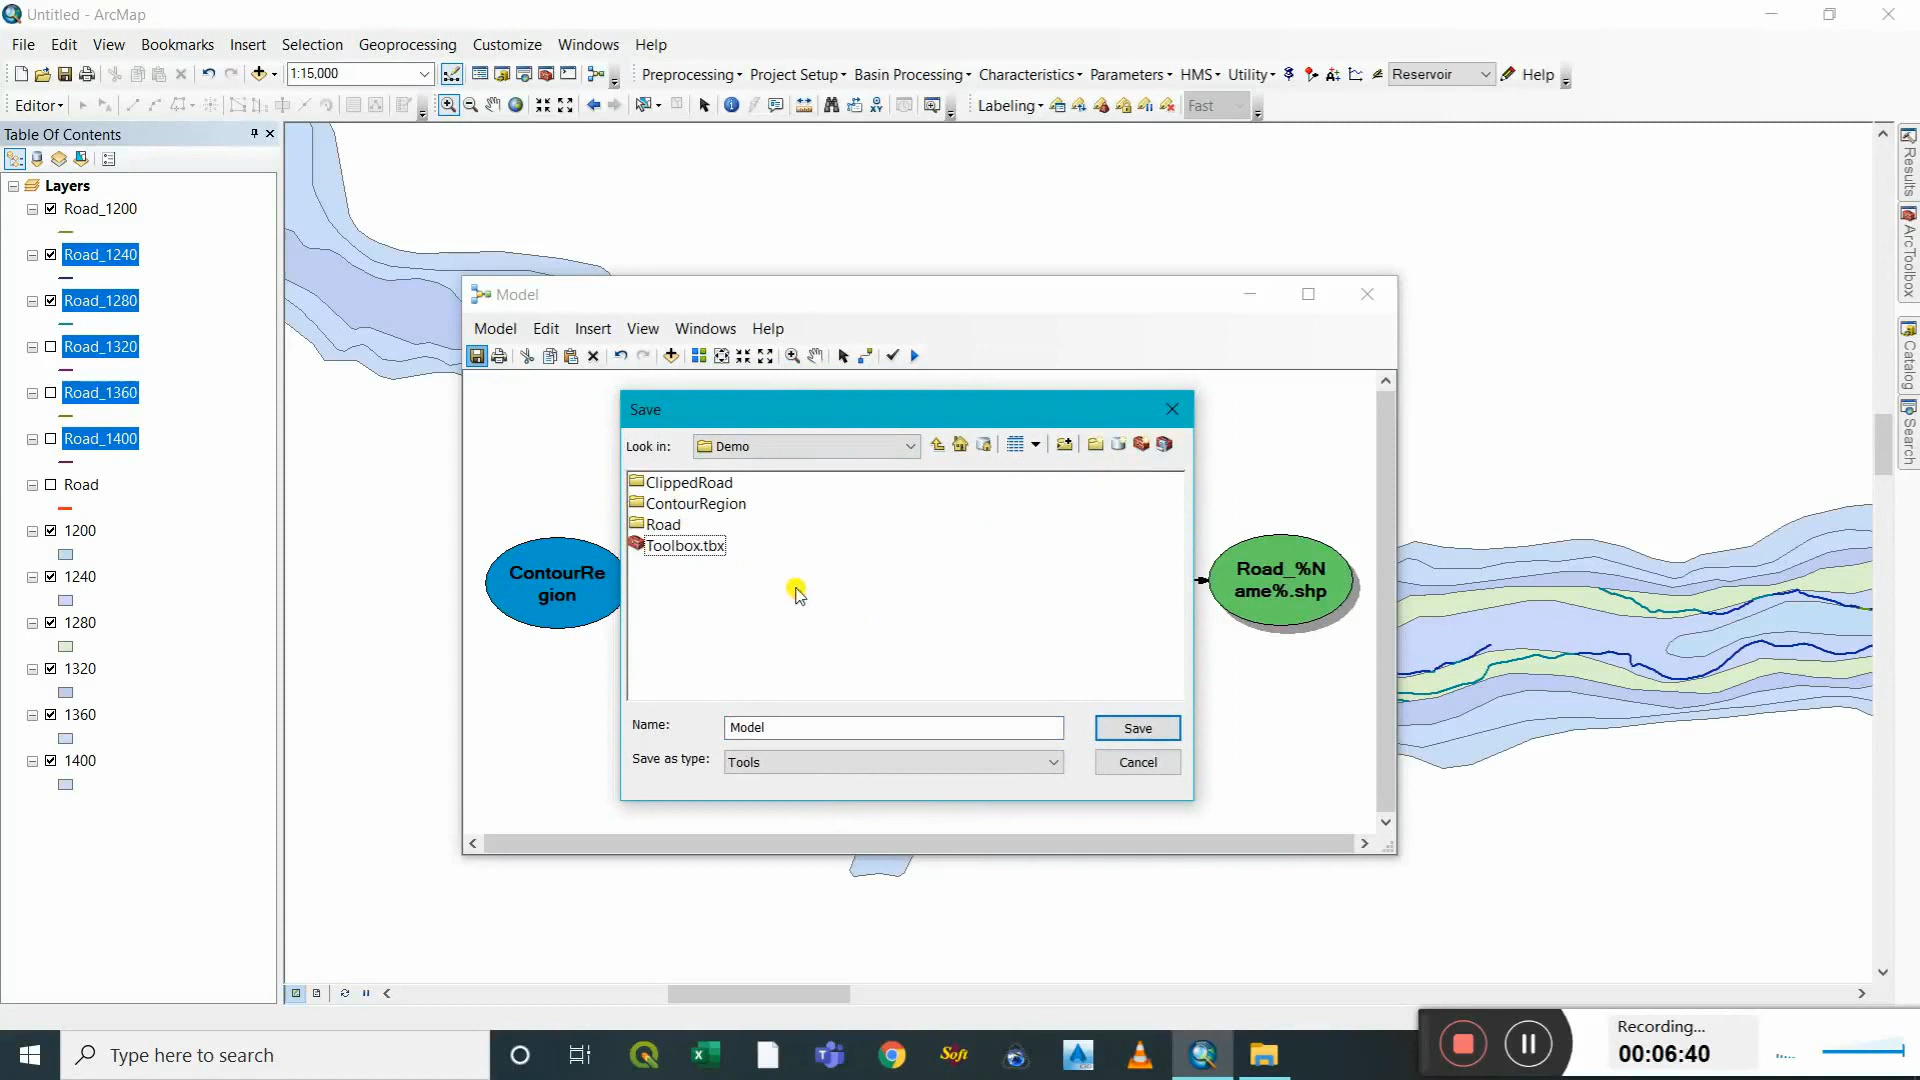 Untitled - ArcMap
File Edit View Bookmarks Insert Selection Geoprocessing Customize Windows Help
1:15,000 Preprocessing Project Setup Basin Processing Characteristics Parameters HMS Utility Reservoir Help
Editor Labeling Fast
Table Of Contents
Layers
Road_1200
Road_1240
Road_1280
Road_1320
Road_1360
Road_1400
Road
1200
1240
1280
1320
1360
1400
Model
Model Edit Insert View Windows Help
ContourRe
gion
Road_%N
ame%.shp
Save
Look in: Demo
ClippedRoad
ContourRegion
Road
Toolbox.tbx
Name: Model Save
Save as type: Tools Cancel
Results
ArcToolbox
Catalog
Search
Type here to search
Soft
Recording...
00:06:40